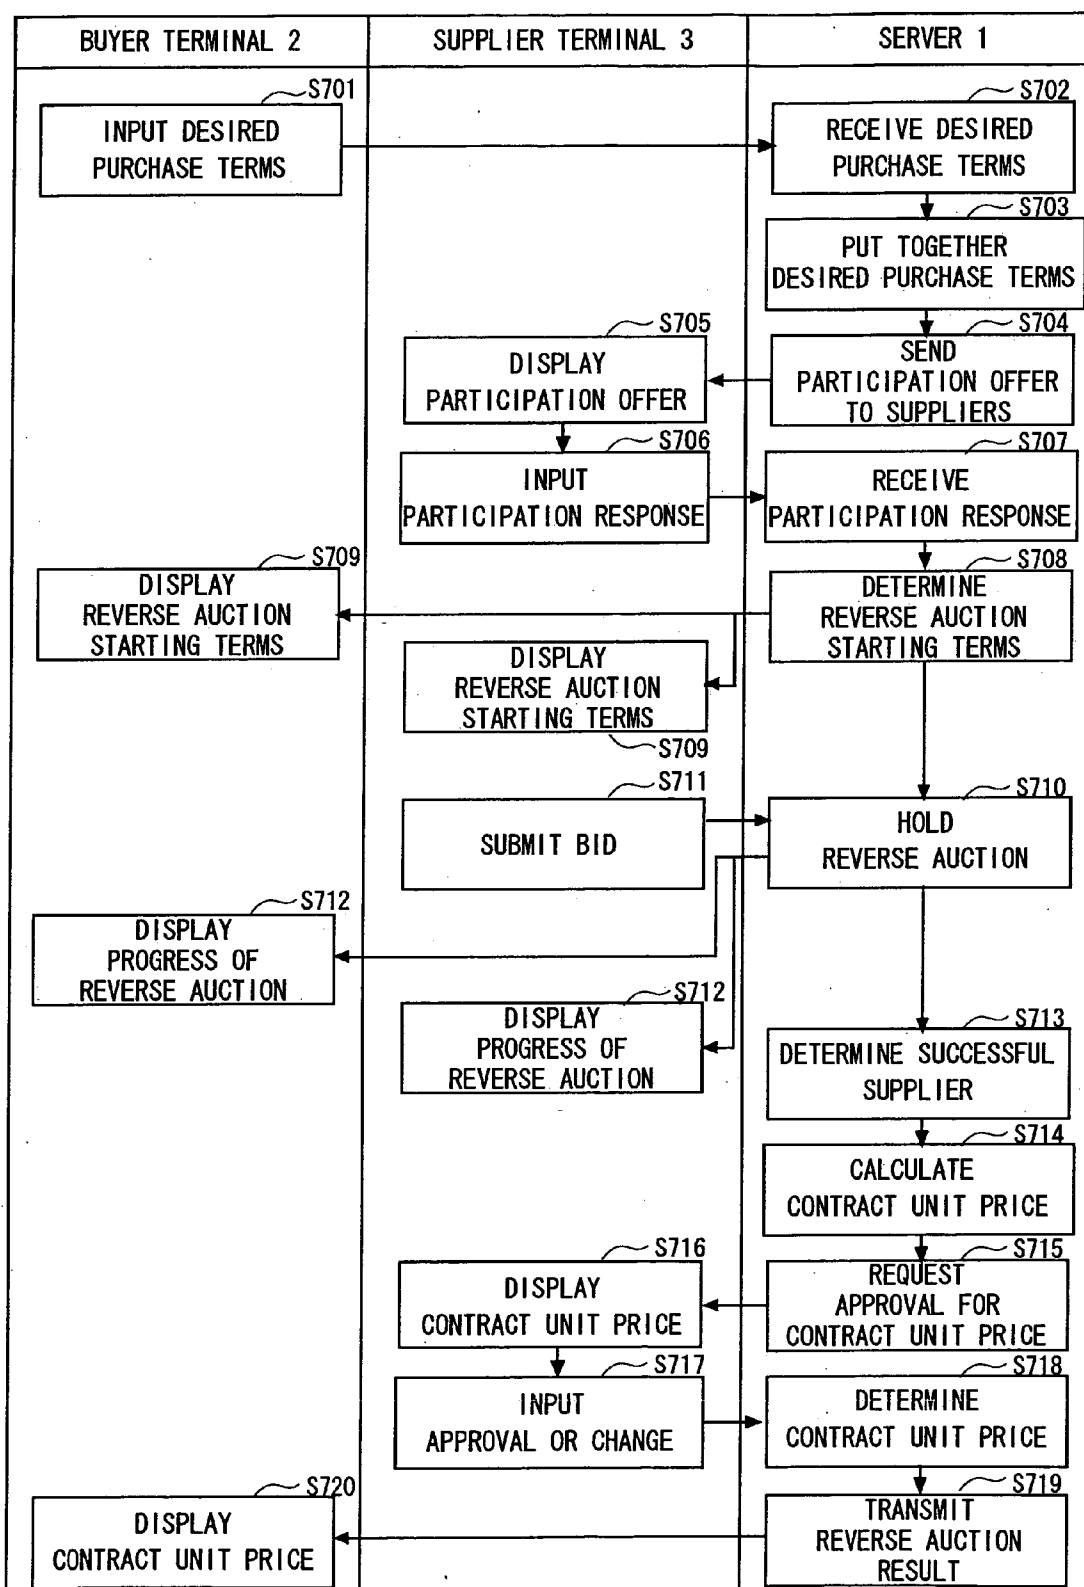 BUYER TERMINAL 2
SUPPLIER TERMINAL 3
SERVER 1
S701
INPUT DESIRED
PURCHASE TERMS
S702
RECEIVE DESIRED
PURCHASE TERMS
S703
PUT TOGETHER
DESIRED PURCHASE TERMS
S704
SEND
PARTICIPATION OFFER
TO SUPPLIERS
S705
DISPLAY
PARTICIPATION OFFER
S706
INPUT
PARTICIPATION RESPONSE
S707
RECEIVE
PARTICIPATION RESPONSE
S708
DETERMINE
REVERSE AUCTION
STARTING TERMS
S709
DISPLAY
REVERSE AUCTION
STARTING TERMS
DISPLAY
REVERSE AUCTION
STARTING TERMS
S709
S711
SUBMIT BID
S710
HOLD
REVERSE AUCTION
S712
DISPLAY
PROGRESS OF
REVERSE AUCTION
S712
DISPLAY
PROGRESS OF
REVERSE AUCTION
S713
DETERMINE SUCCESSFUL
SUPPLIER
S714
CALCULATE
CONTRACT UNIT PRICE
S715
REQUEST
APPROVAL FOR
CONTRACT UNIT PRICE
S716
DISPLAY
CONTRACT UNIT PRICE
S717
INPUT
APPROVAL OR CHANGE
S718
DETERMINE
CONTRACT UNIT PRICE
S719
TRANSMIT
REVERSE AUCTION
RESULT
S720
DISPLAY
CONTRACT UNIT PRICE